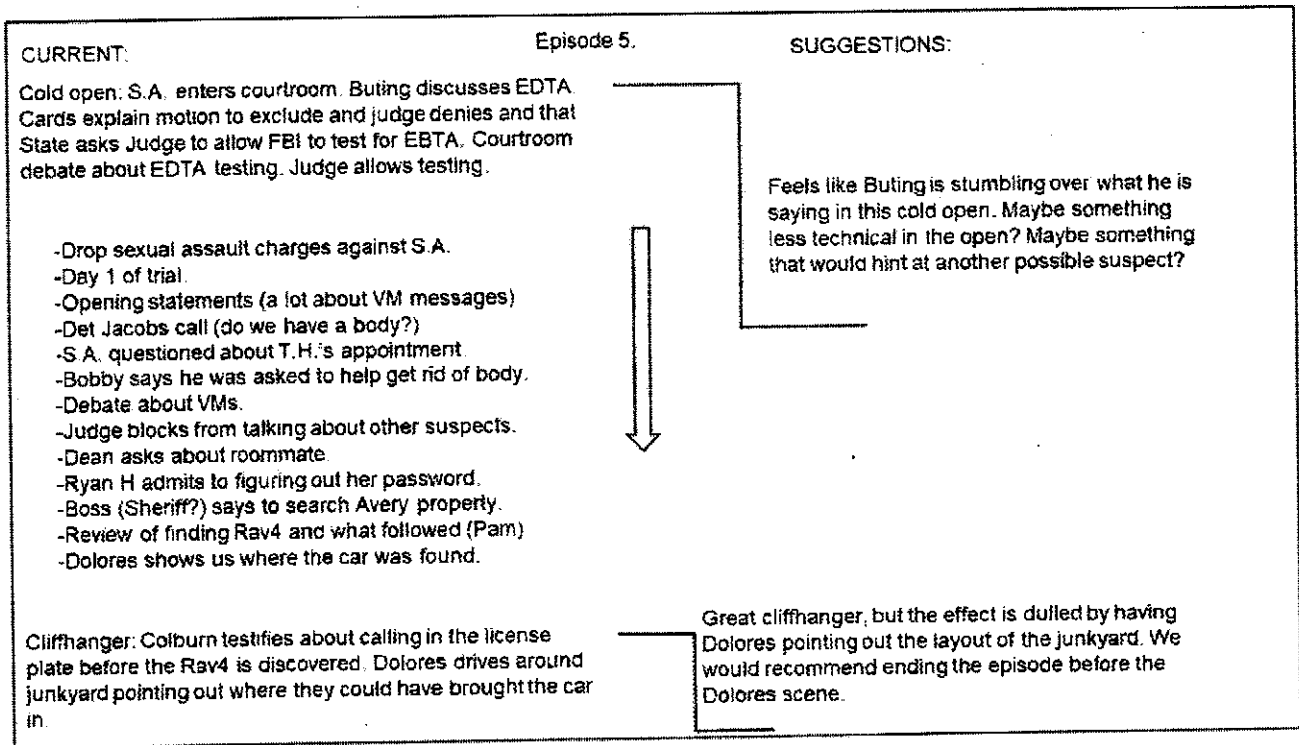 Episode 5.
CURRENT:
SUGGESTIONS:
Cold open: S.A. enters courtroom. Buting discusses EDTA.
Cards explain motion to exclude and judge denies and that
State asks Judge to allow FBI to test for EBTA. Courtroom
debate about EDTA testing. Judge allows testing.
Feels like Buting is stumbling over what he is
saying in this cold open. Maybe something
less technical in the open? Maybe something
that would hint at another possible suspect?
-Drop sexual assault charges against S.A.
-Day 1 of trial.
-Opening statements (a lot about VM messages)
-Det Jacobs call (do we have a body?)
-S.A. questioned about T.H.'s appointment
-Bobby says he was asked to help get rid of body.
-Debate about VMs.
-Judge blocks from talking about other suspects.
-Dean asks about roommate.
-Ryan H admits to figuring out her password.
-Boss (Sheriff?) says to search Avery property.
-Review of finding Rav4 and what followed (Pam)
-Dolores shows us where the car was found.
Cliffhanger: Colburn testifies about calling in the license
plate before the Rav4 is discovered. Dolores drives around
junkyard pointing out where they could have brought the car
in.
Great cliffhanger, but the effect is dulled by having
Dolores pointing out the layout of the junkyard. We
would recommend ending the episode before the
Dolores scene.